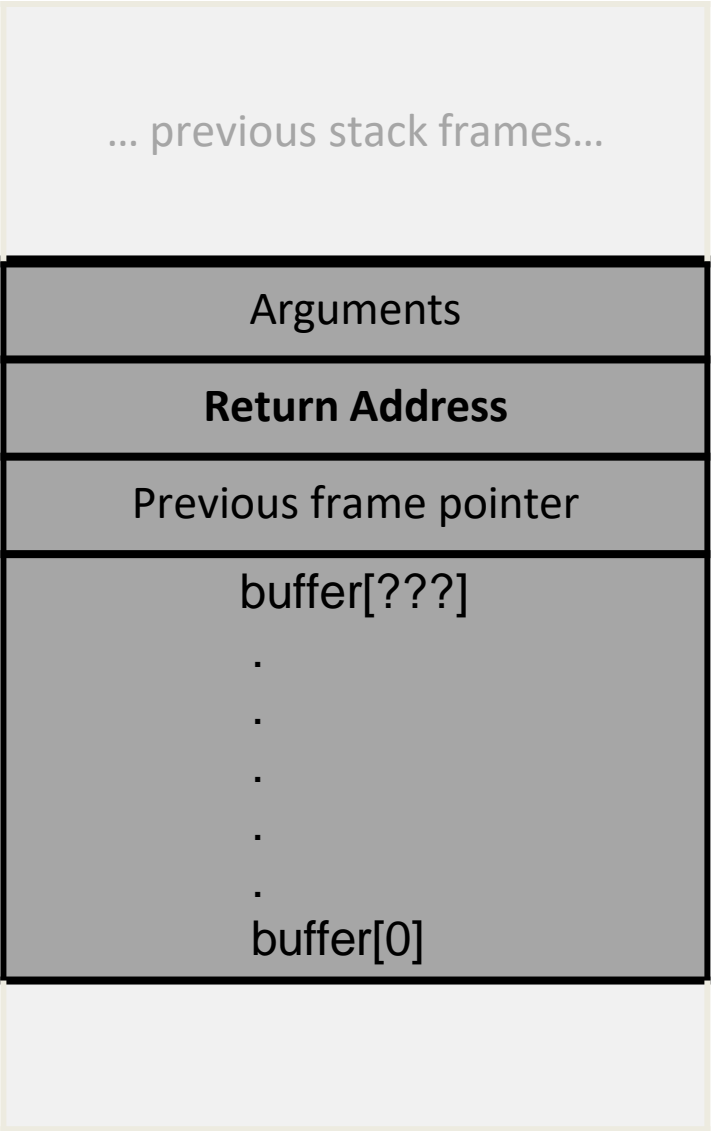 ... previous stack frames...
Arguments
Return Address
Previous frame pointer
buffer[???]
.
.
.
.
.
buffer[0]